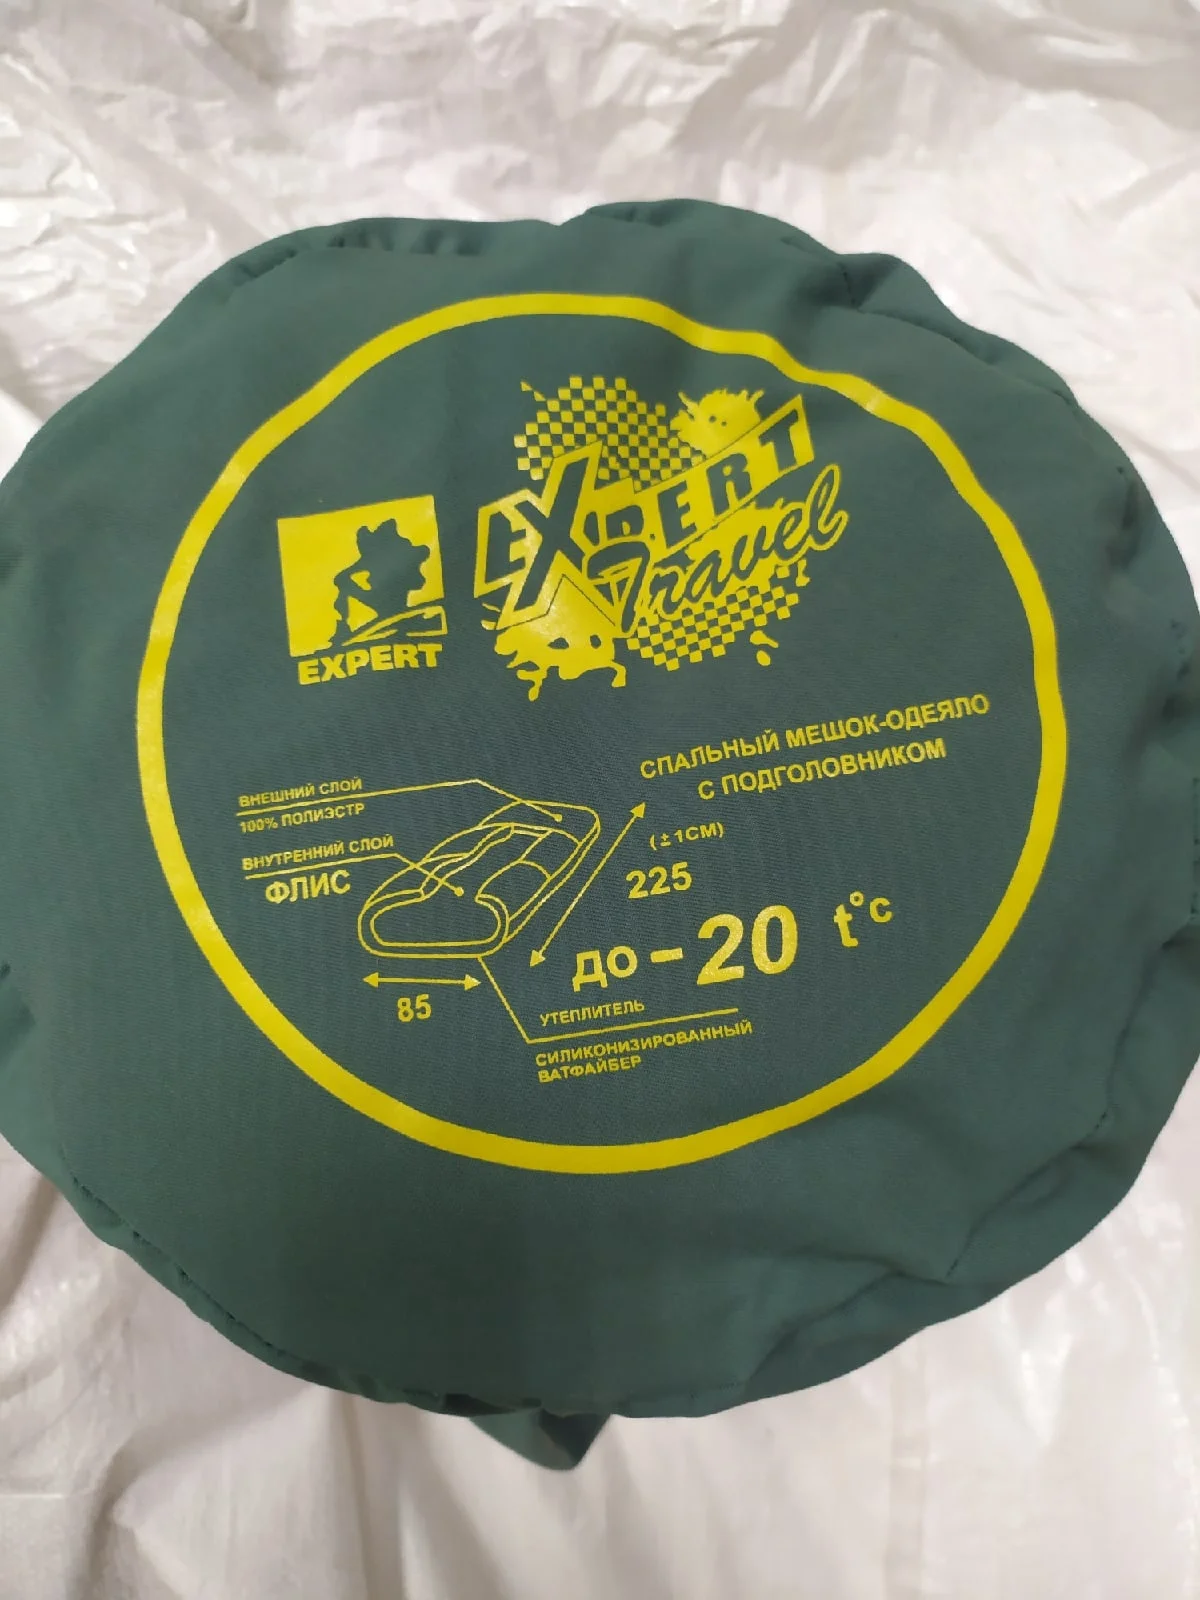 EXPERT
EXPERT
Travel
СПАЛЬНЫЙ МЕШОК-ОДЕЯЛО
С ПОДГОЛОВНИКОМ
ВНЕШНИЙ СЛОЙ
100% ПОЛИЭСТР
ВНУТРЕННИЙ СЛОЙ
ФЛИС
(±1СМ)
225
85
до -20 t°c
УТЕПЛИТЕЛЬ
СИЛИКОНИЗИРОВАННЫЙ
ВАТФАЙБЕР